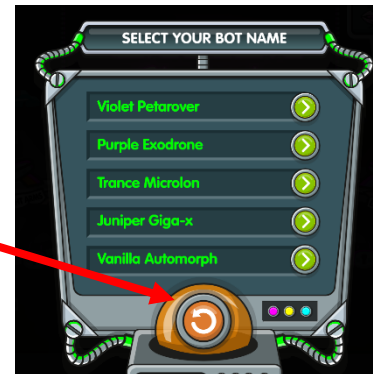 SELECT YOUR BOT NAME
Violet Petarover
Purple Exodrone
Trance Microlon
Juniper Giga-x
Vanilla Automorph